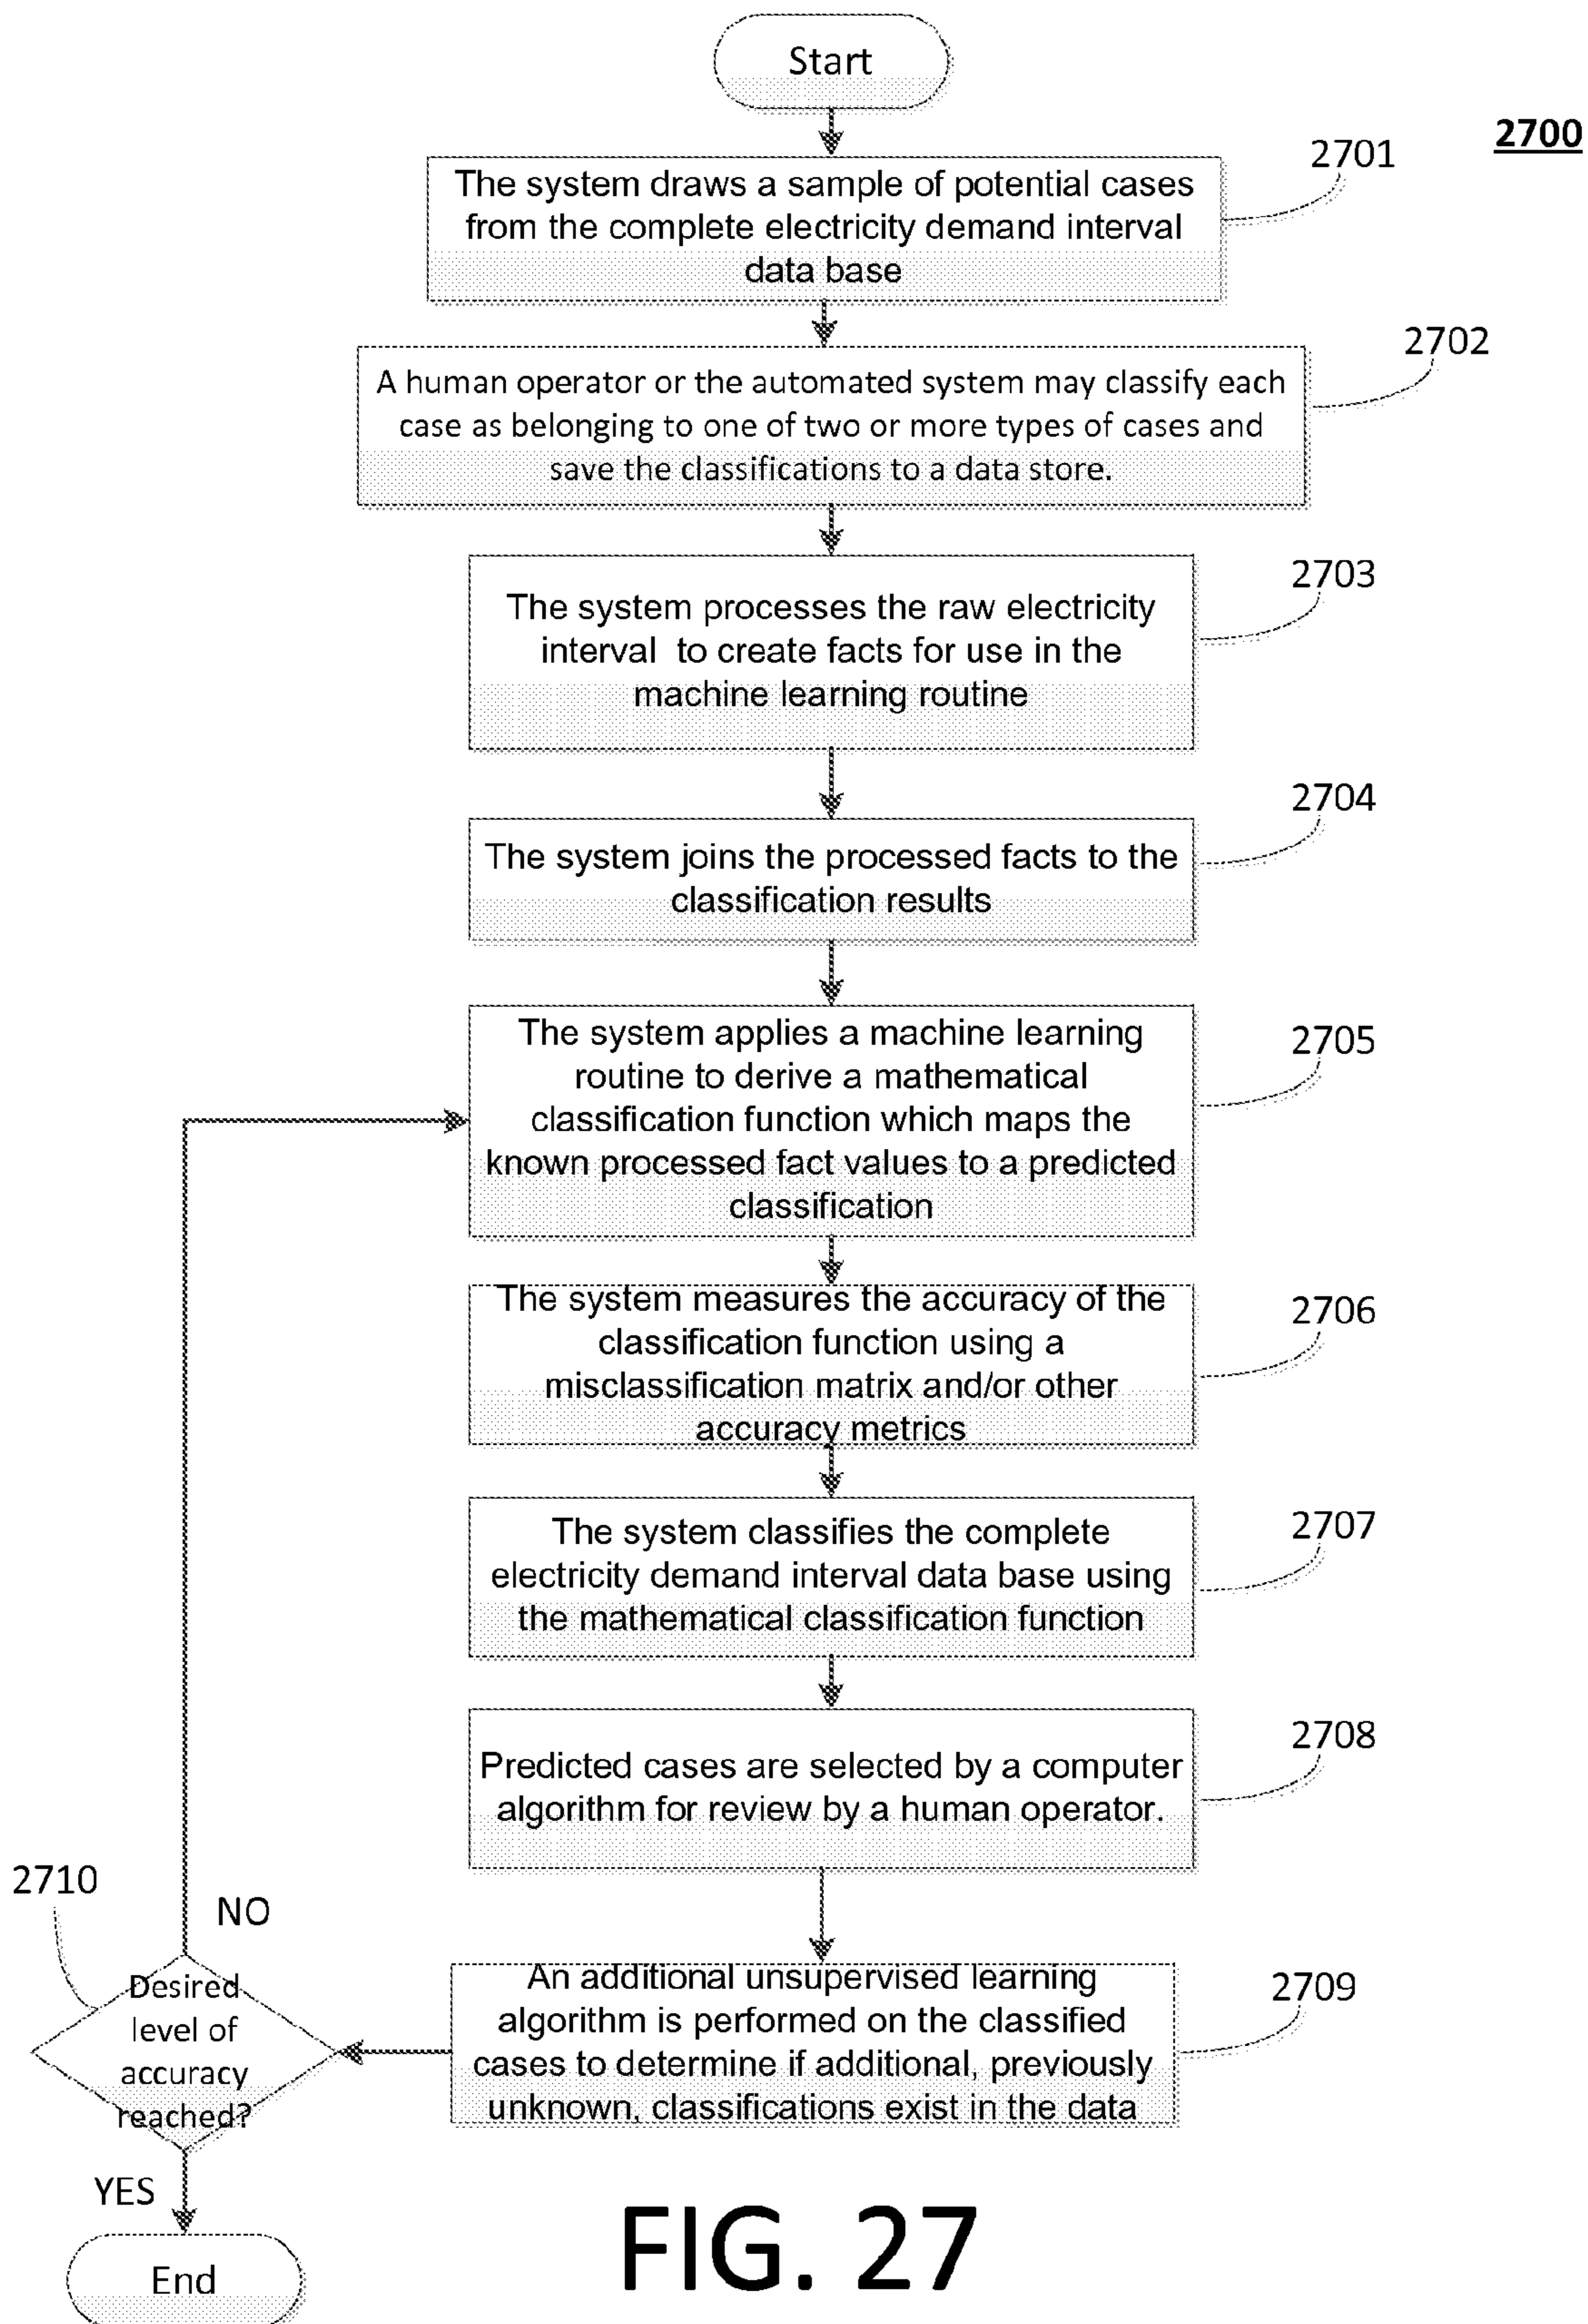 Start
2700
2701
The system draws a sample of potential cases
from the complete electricity demand interval
data base
2702
A human operator or the automated system may classify each
case as belonging to one of two or more types of cases and
save the classifications to a data store.
2703
The system processes the raw electricity
interval to create facts for use in the
machine learning routine
2704
The system joins the processed facts to the
classification results
2705
The system applies a machine learning
routine to derive a mathematical
classification function which maps the
known processed fact values to a predicted
classification
2706
The system measures the accuracy of the
classification function using a
misclassification matrix and/or other
accuracy metrics
2707
The system classifies the complete
electricity demand interval data base using
the mathematical classification function
2708
Predicted cases are selected by a computer
algorithm for review by a human operator.
2709
An additional unsupervised learning
algorithm is performed on the classified
cases to determine if additional, previously
unknown, classifications exist in the data
2710
NO
Desired
level of
accuracy
reached?
YES
End
FIG. 27